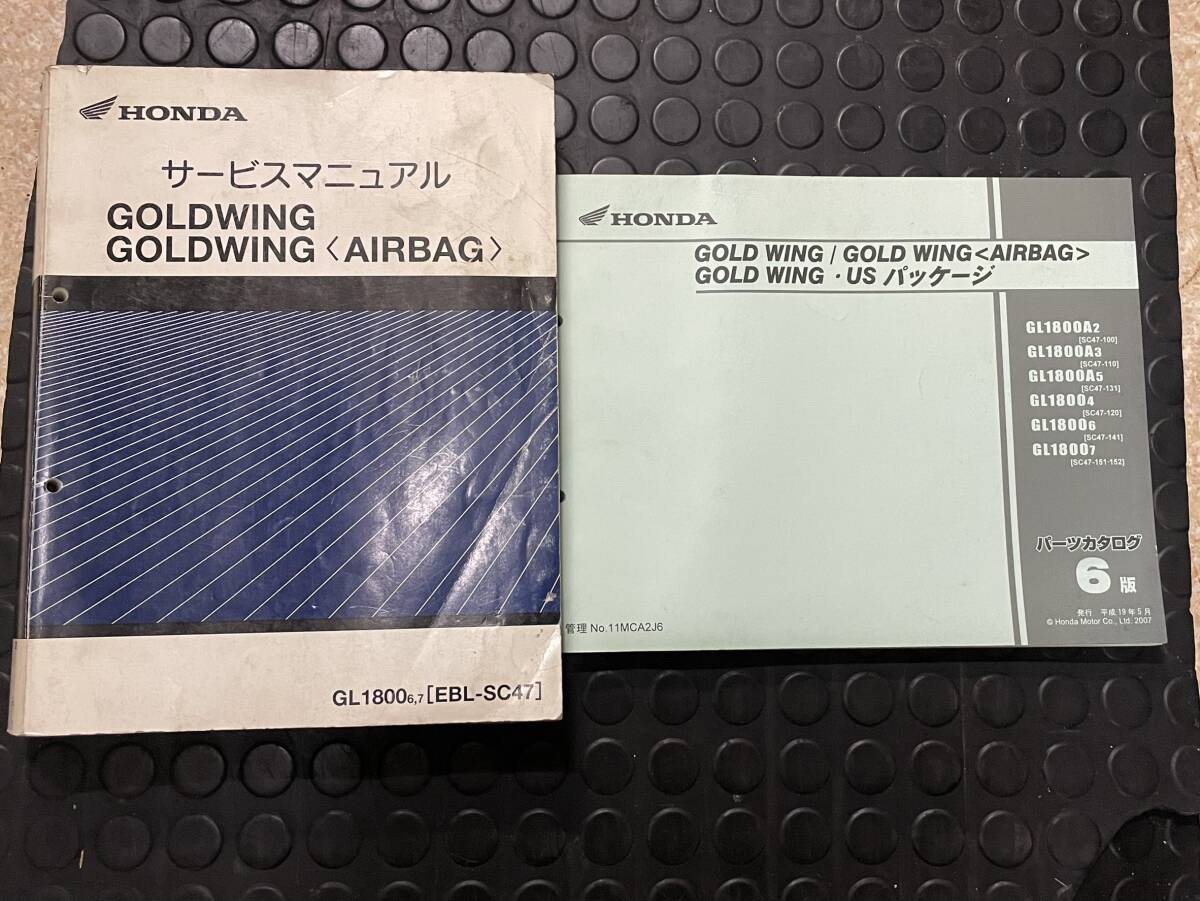 HONDA
サービスマニュアル
GOLDWING
GOLDWING〈AIRBAG〉
GL1800₆,₇[EBL-SC47]
HONDA
GOLD WING / GOLD WING<AIRBAG>
GOLD WING・US パッケージ
GL1800A2
[SC47-100]
GL1800A3
[SC47-110]
GL1800A5
[SC47-131]
GL18004
[SC47-120]
GL18006
[SC47-141]
GL18007
[SC47-151・152]
パーツカタログ
6版
発行 平成19年5月
© Honda Motor Co., Ltd. 2007
管理 No.11MCA2J6